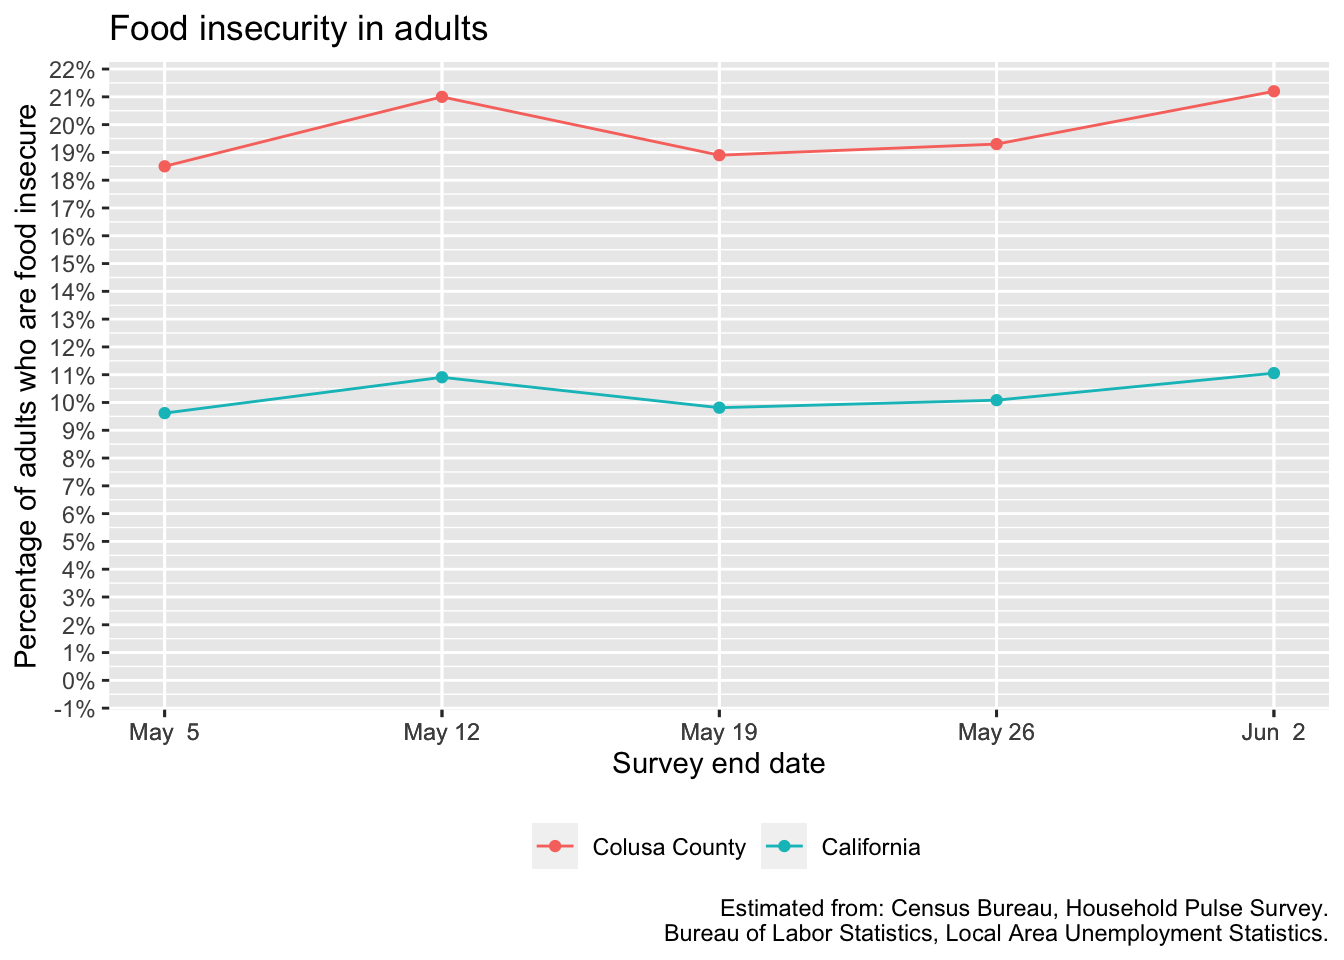 Food insecurity in adults
Percentage of adults who are food insecure
22%
21%
20%
19%
18%
17%
16%
15%
14%
13%
12%
11%
10%
9%
8%
7%
6%
5%
4%
3%
2%
1%
0%
-1%
May  5
May 12
May 19
May 26
Jun  2
Survey end date
Colusa County
California
Estimated from: Census Bureau, Household Pulse Survey.
Bureau of Labor Statistics, Local Area Unemployment Statistics.